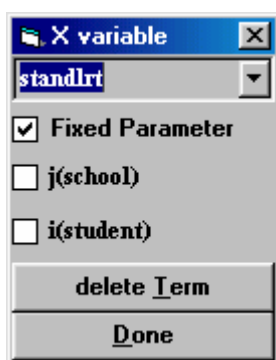 X variable
standlrt
Fixed Parameter
j(school)
i(student)
delete Term
Done